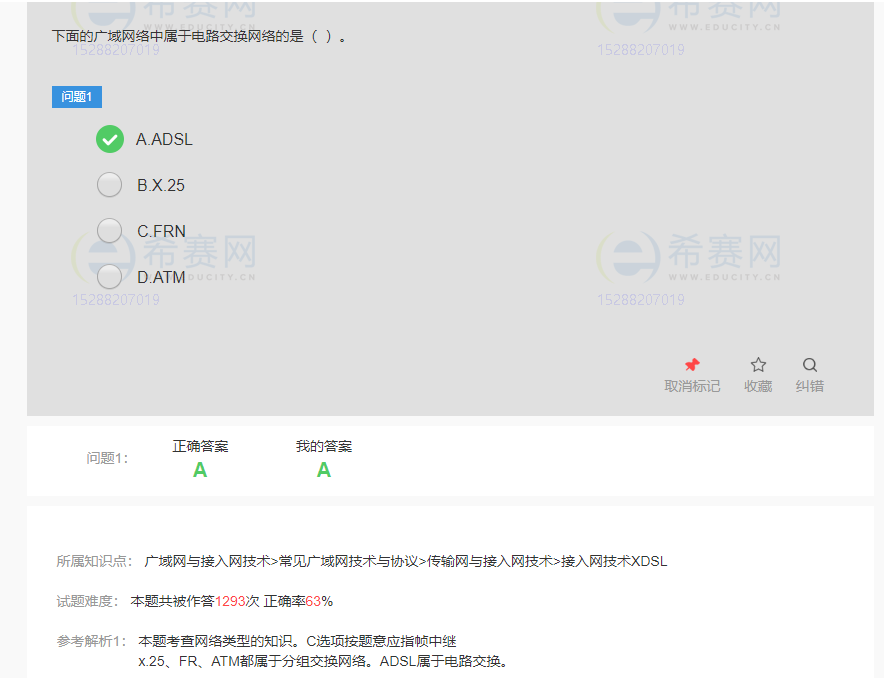 希赛网
WWW.EDUCITY.CN
WWW.EDUCITY.CN
下面的广域网络中属于电路交换网络的是（ ）。
15288207019
15288207019
问题1
A.ADSL
B.X.25
C.FRN
希赛网
希赛网
D.ATM
WWW.EDUCITY.CN
WWW.EDUCITY.CN
15288207019
15288207019
取消标记 收藏 纠错
正确答案 我的答案
问题1：
A A
所属知识点： 广域网与接入网技术>常见广域网技术与协议>传输网与接入网技术>接入网技术XDSL
试题难度： 本题共被作答1293次 正确率63%
参考解析1： 本题考查网络类型的知识。C选项按题意应指帧中继
x.25、FR、ATM都属于分组交换网络。ADSL属于电路交换。